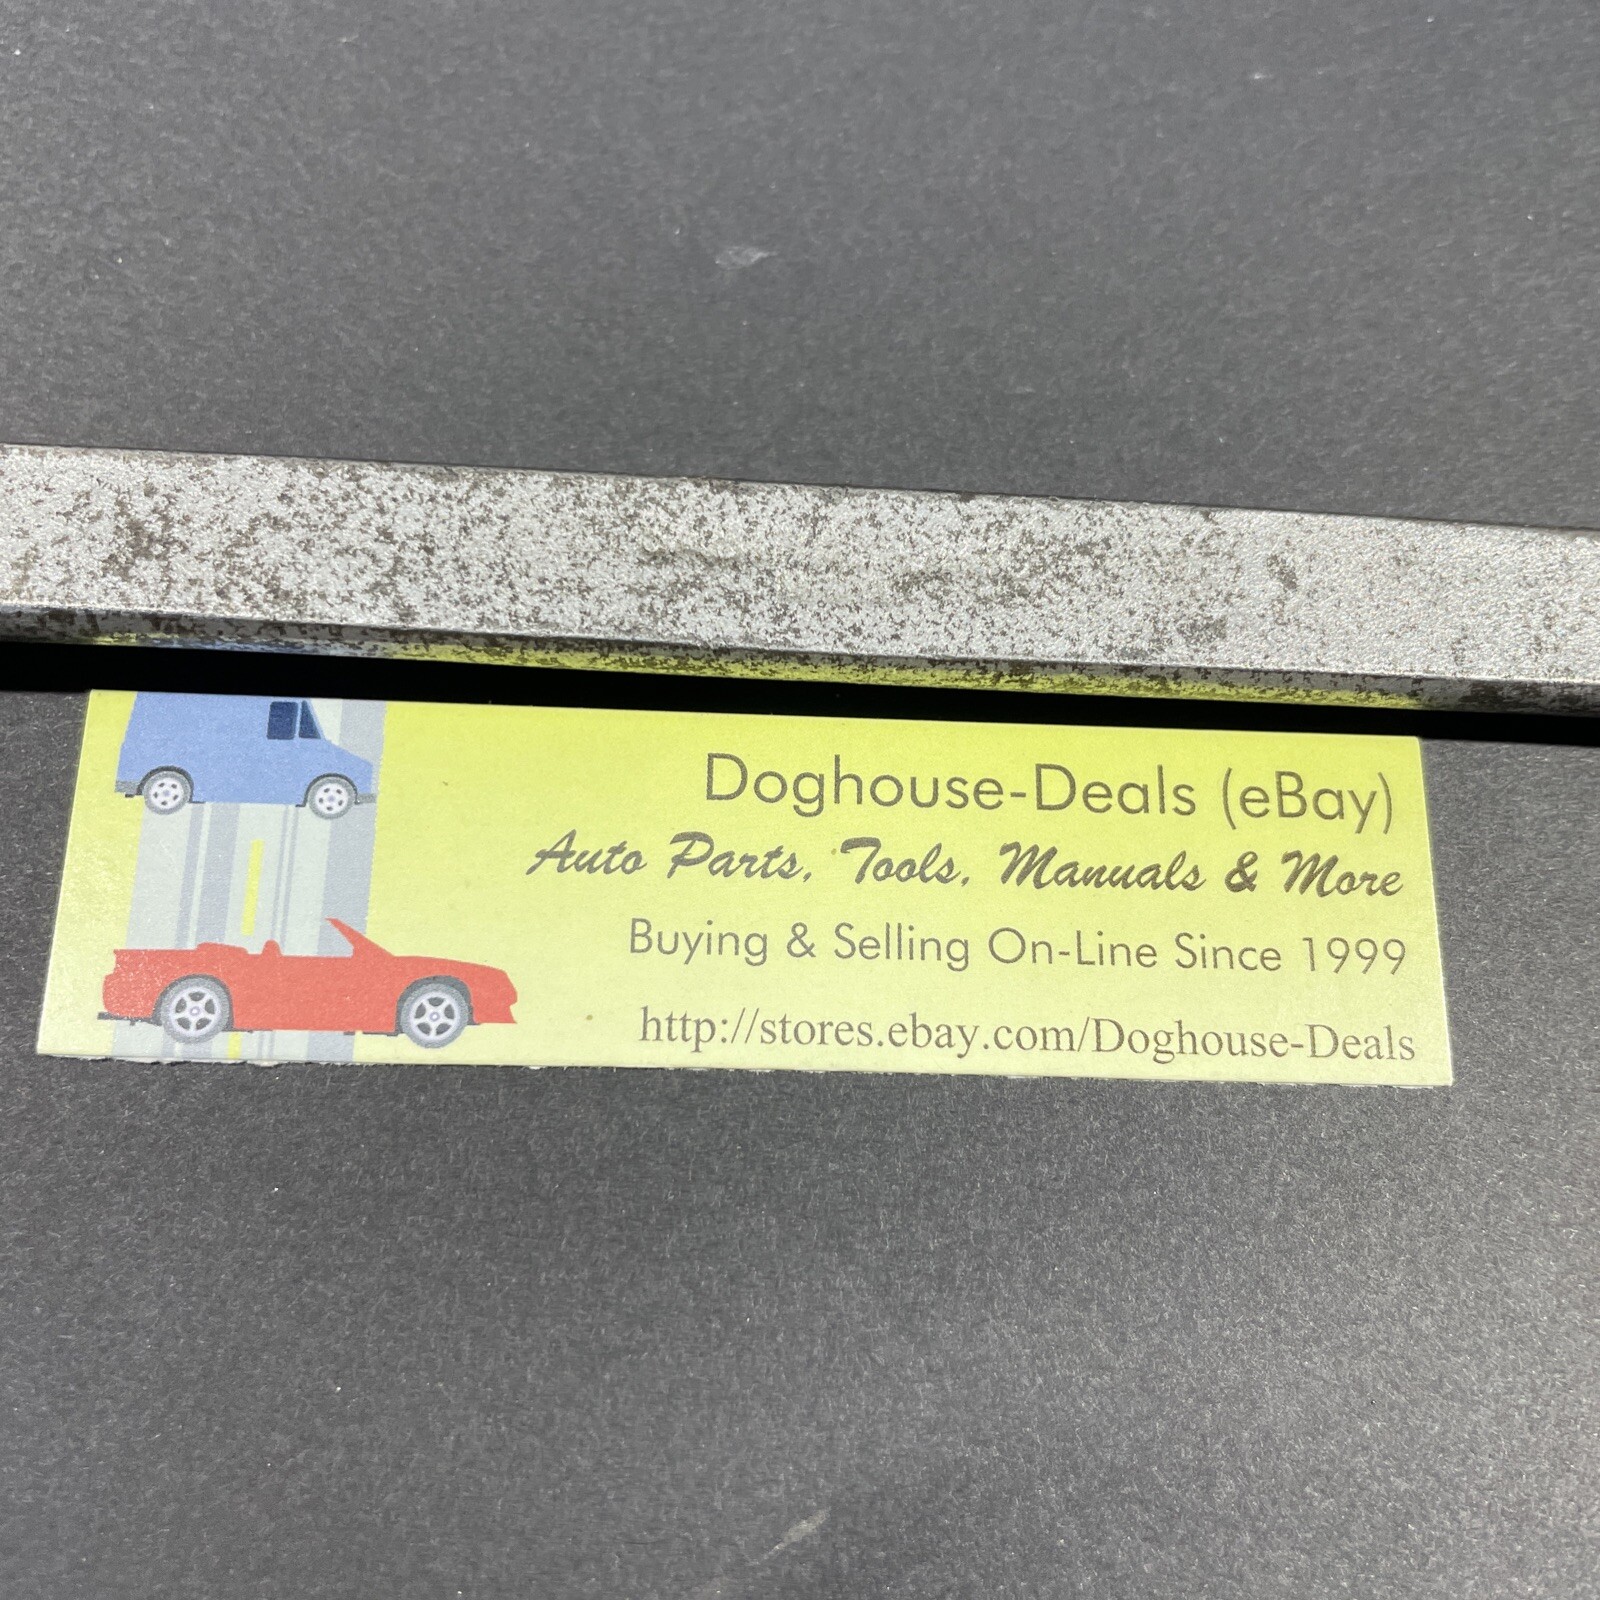 Doghouse-Deals (eBay)
Auto Parts, Tools, Manuals & More
Buying & Selling On-Line Since 1999
http://stores.ebay.com/Doghouse-Deals